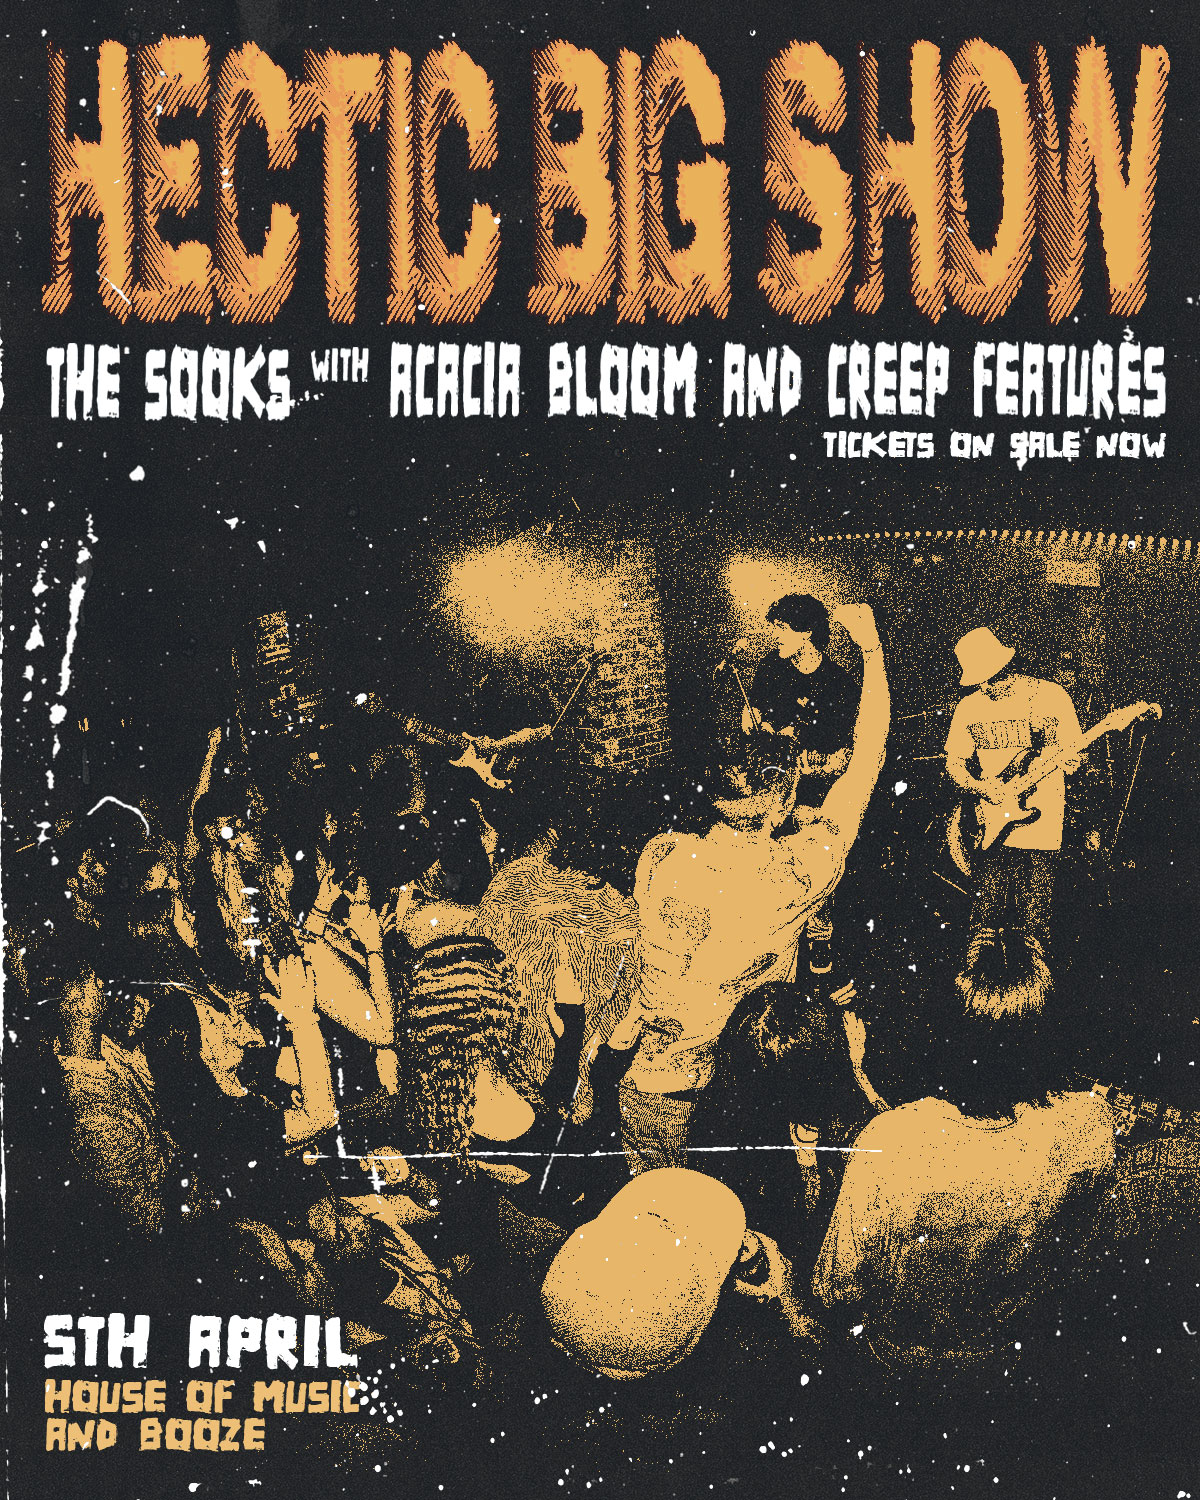 HECTIC BIG SHOW
THE SOOKS WITH ACACIA BLOOM AND CREEP FEATURES
TICKETS ON SALE NOW
5TH APRIL
HOUSE OF MUSIC
AND BOOZE